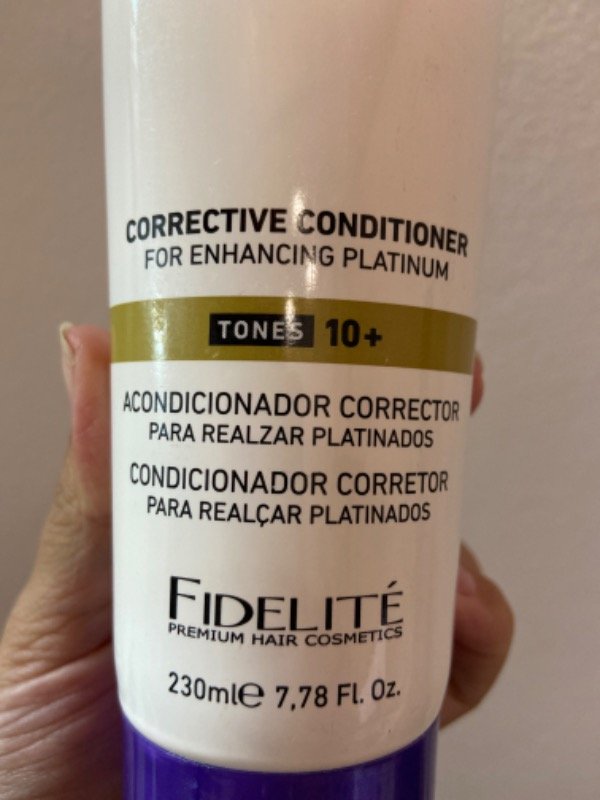 CORRECTIVE CONDITIONER
FOR ENHANCING PLATINUM
TONES 10+
ACONDICIONADOR CORRECTOR
PARA REALZAR PLATINADOS
CONDICIONADOR CORRETOR
PARA REALÇAR PLATINADOS
FIDELITÉ
PREMIUM HAIR COSMETICS
230ml℮ 7,78 Fl. Oz.